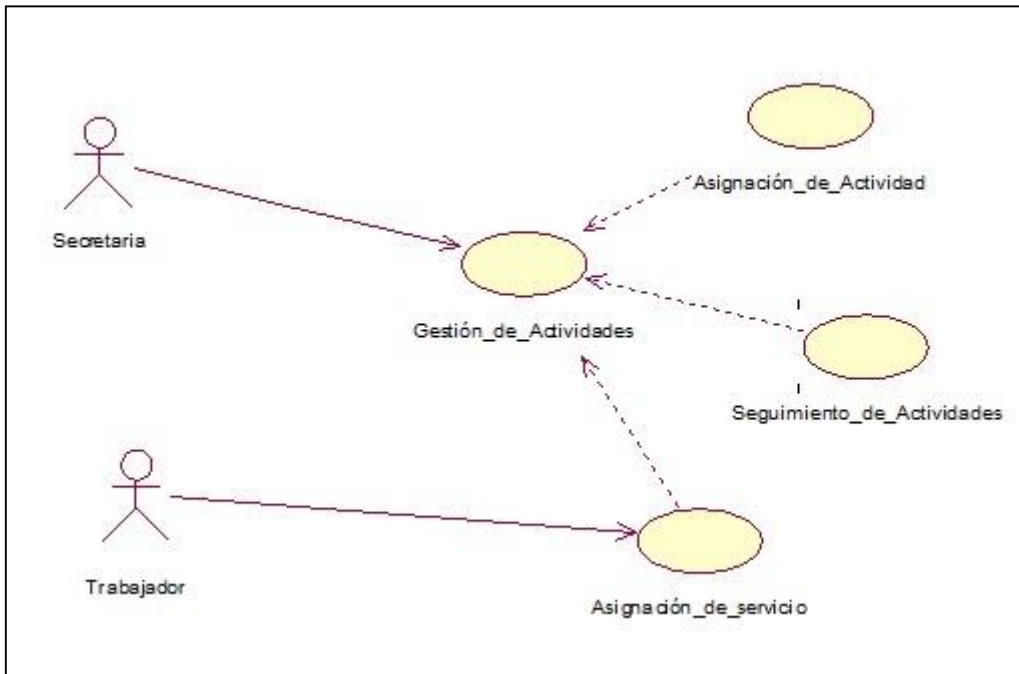 Asignación_de_Actividad
Secretaria
Gestión_de_Actividades
Seguimiento_de_Actividades
Trabajador
Asignación_de_servicio